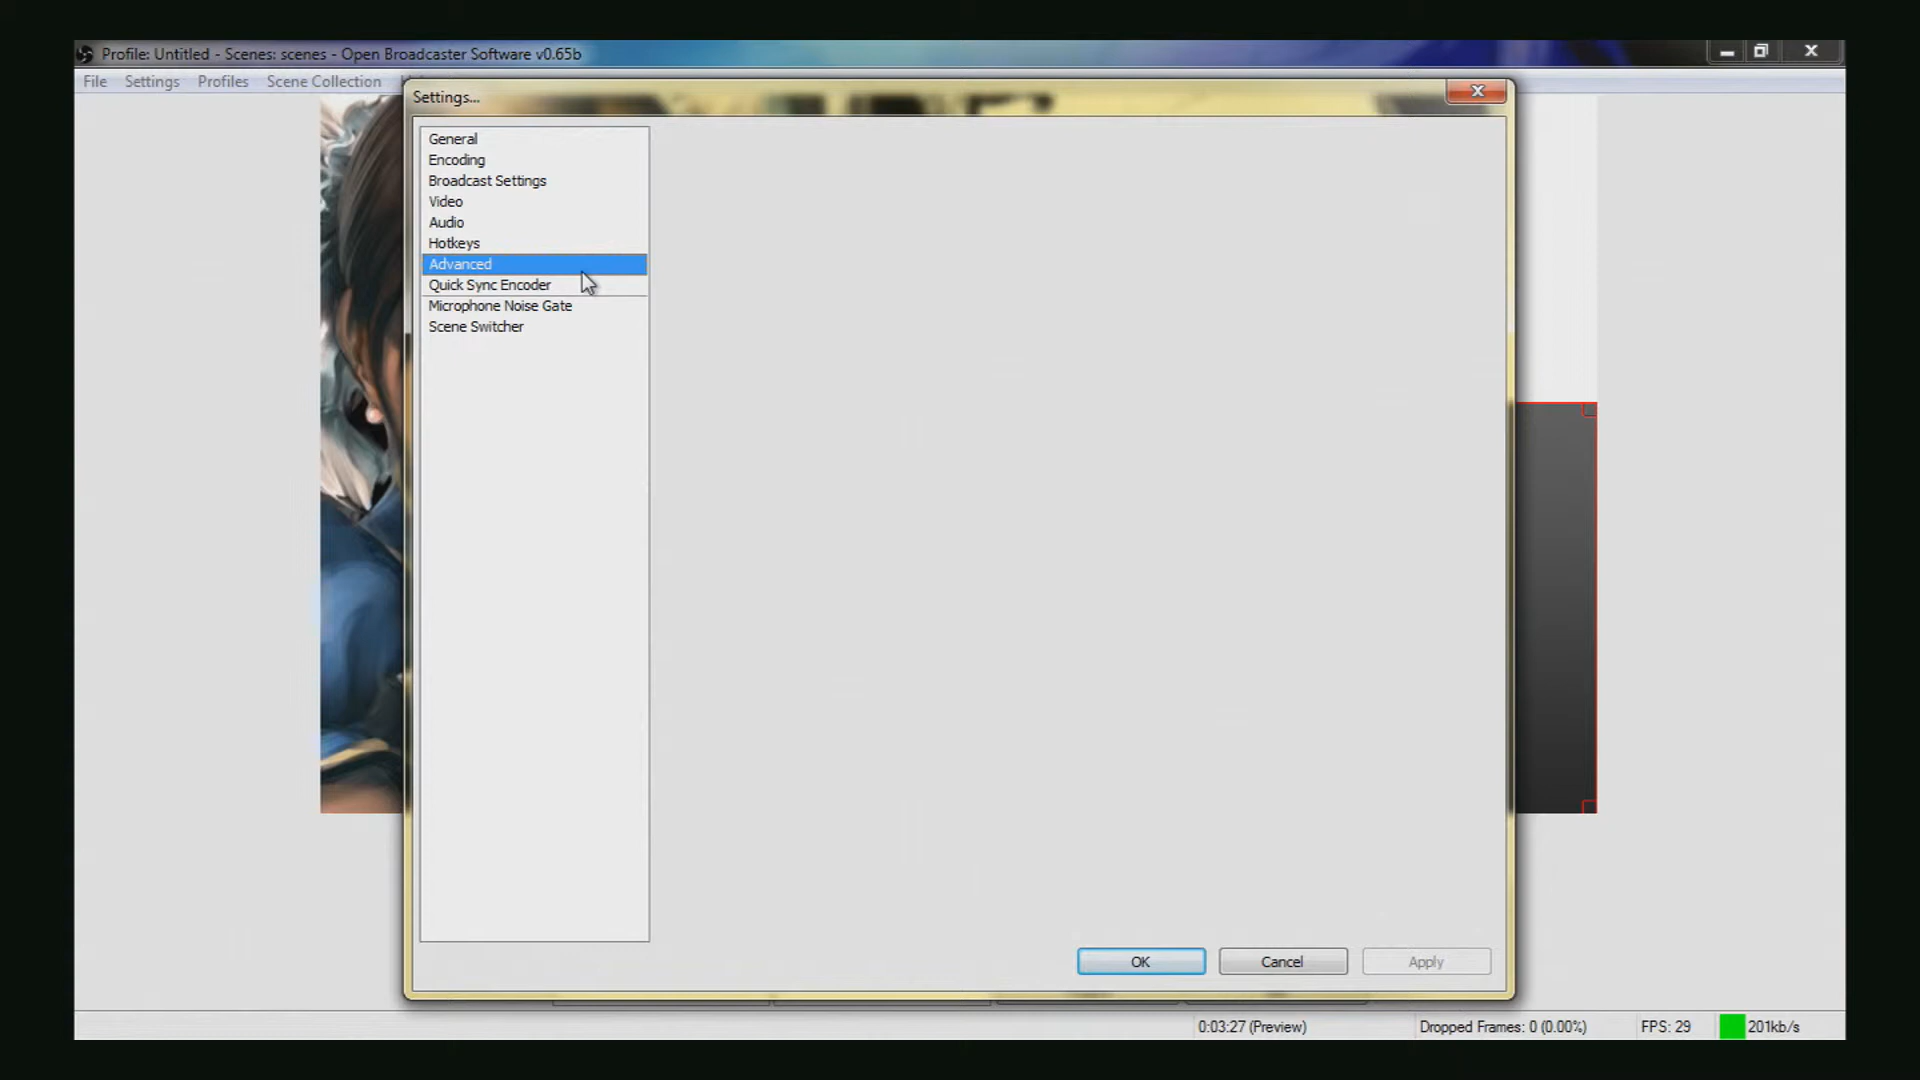 Profile: Untitled - Scenes: scenes - Open Broadcaster Software v0.65b
File Settings Profiles Scene Collection
Settings...
General
Encoding
Broadcast Settings
Video
Audio
Hotkeys
Advanced
Quick Sync Encoder
Microphone Noise Gate
Scene Switcher
OK Cancel Apply
0:03:27 (Preview) Dropped Frames: 0 (0.00%) FPS: 29 201kb/s